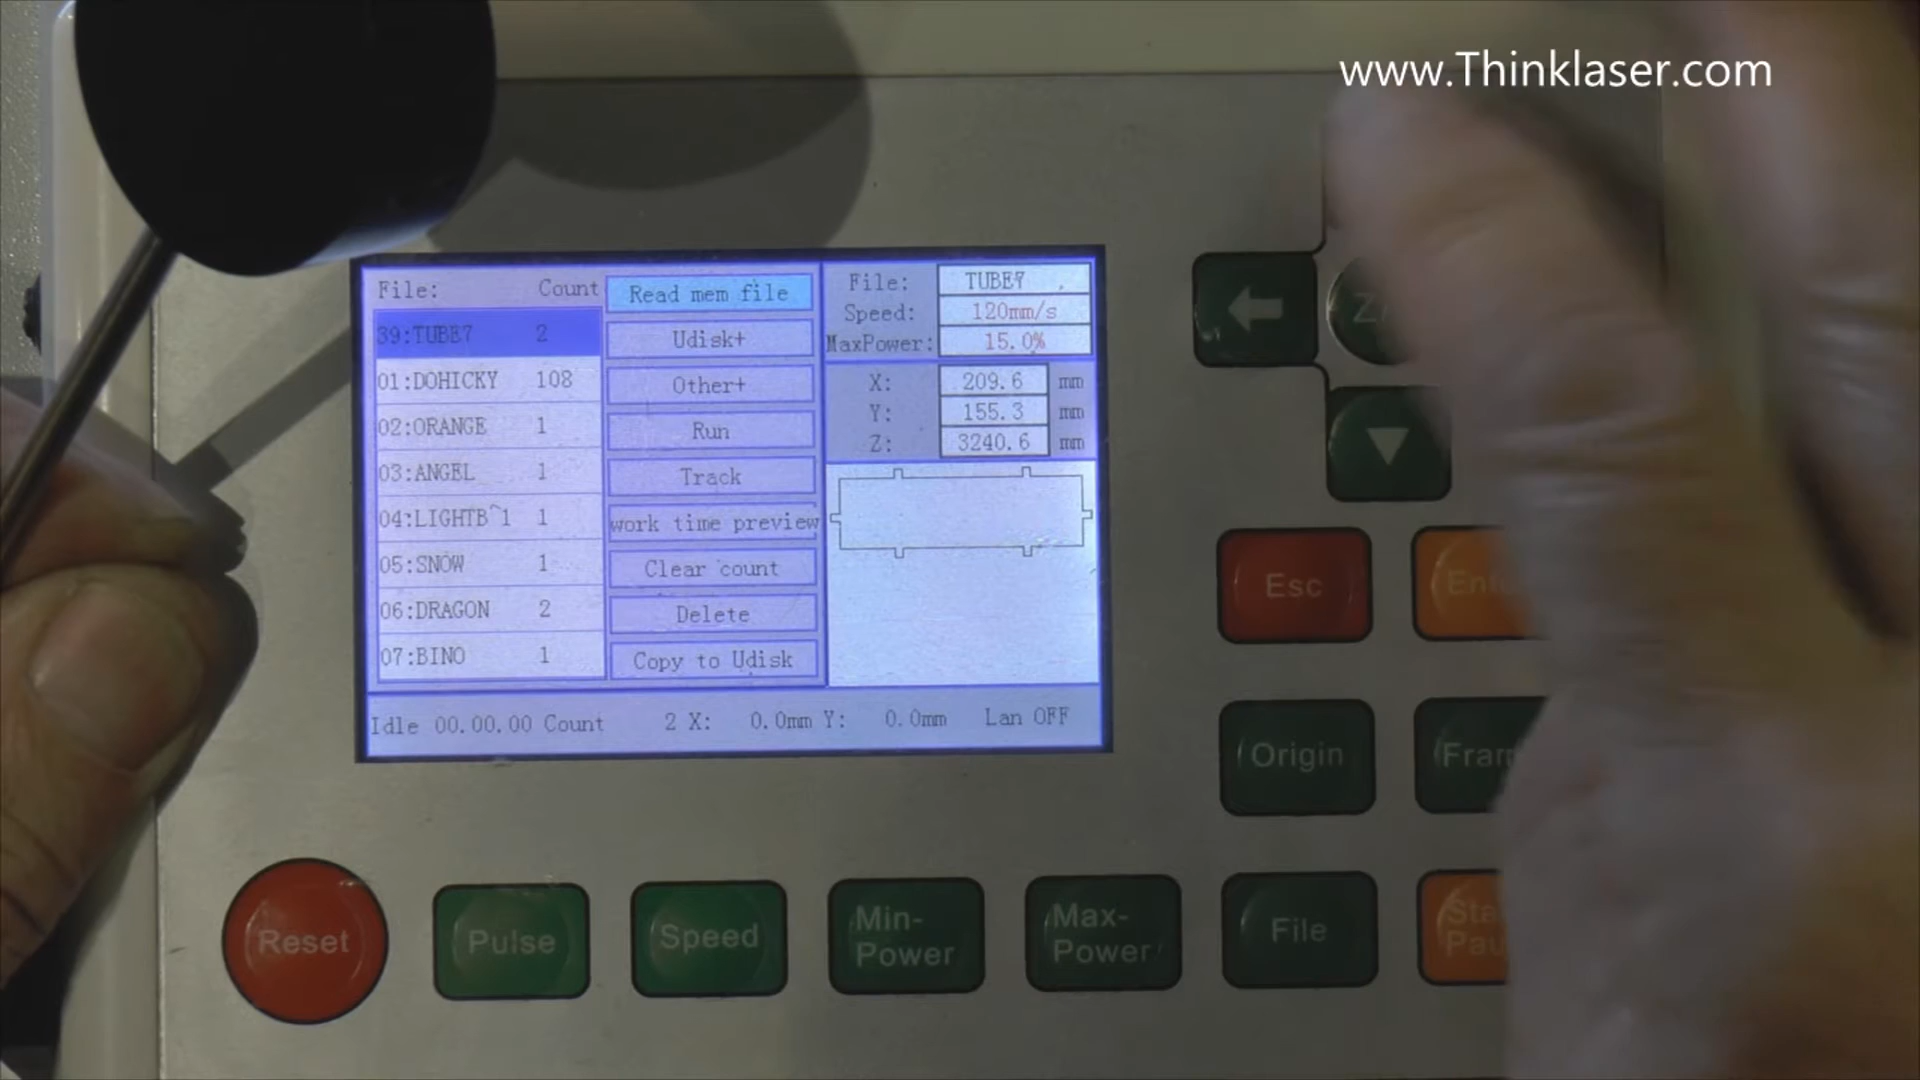 www.Thinklaser.com
File: Count
39:TUBE7 2
01:DOHICKY 108
02:ORANGE 1
03:ANGEL 1
04:LIGHTB~1 1
05:SNOW 1
06:DRAGON 2
07:BINO 1
Read mem file
Udisk+
Other+
Run
Track
work time preview
Clear count
Delete
Copy to Udisk
File: TUBE7
Speed: 120mm/s
MaxPower: 15.0%
X: 209.6 mm
Y: 155.3 mm
Z: 3240.6 mm
Idle 00.00.00 Count 2 X: 0.0mm Y: 0.0mm Lan OFF
Z
Esc
Ent
Origin
Fram
Reset
Pulse
Speed
Min-
Power
Max-
Power
File
Sta
Pau